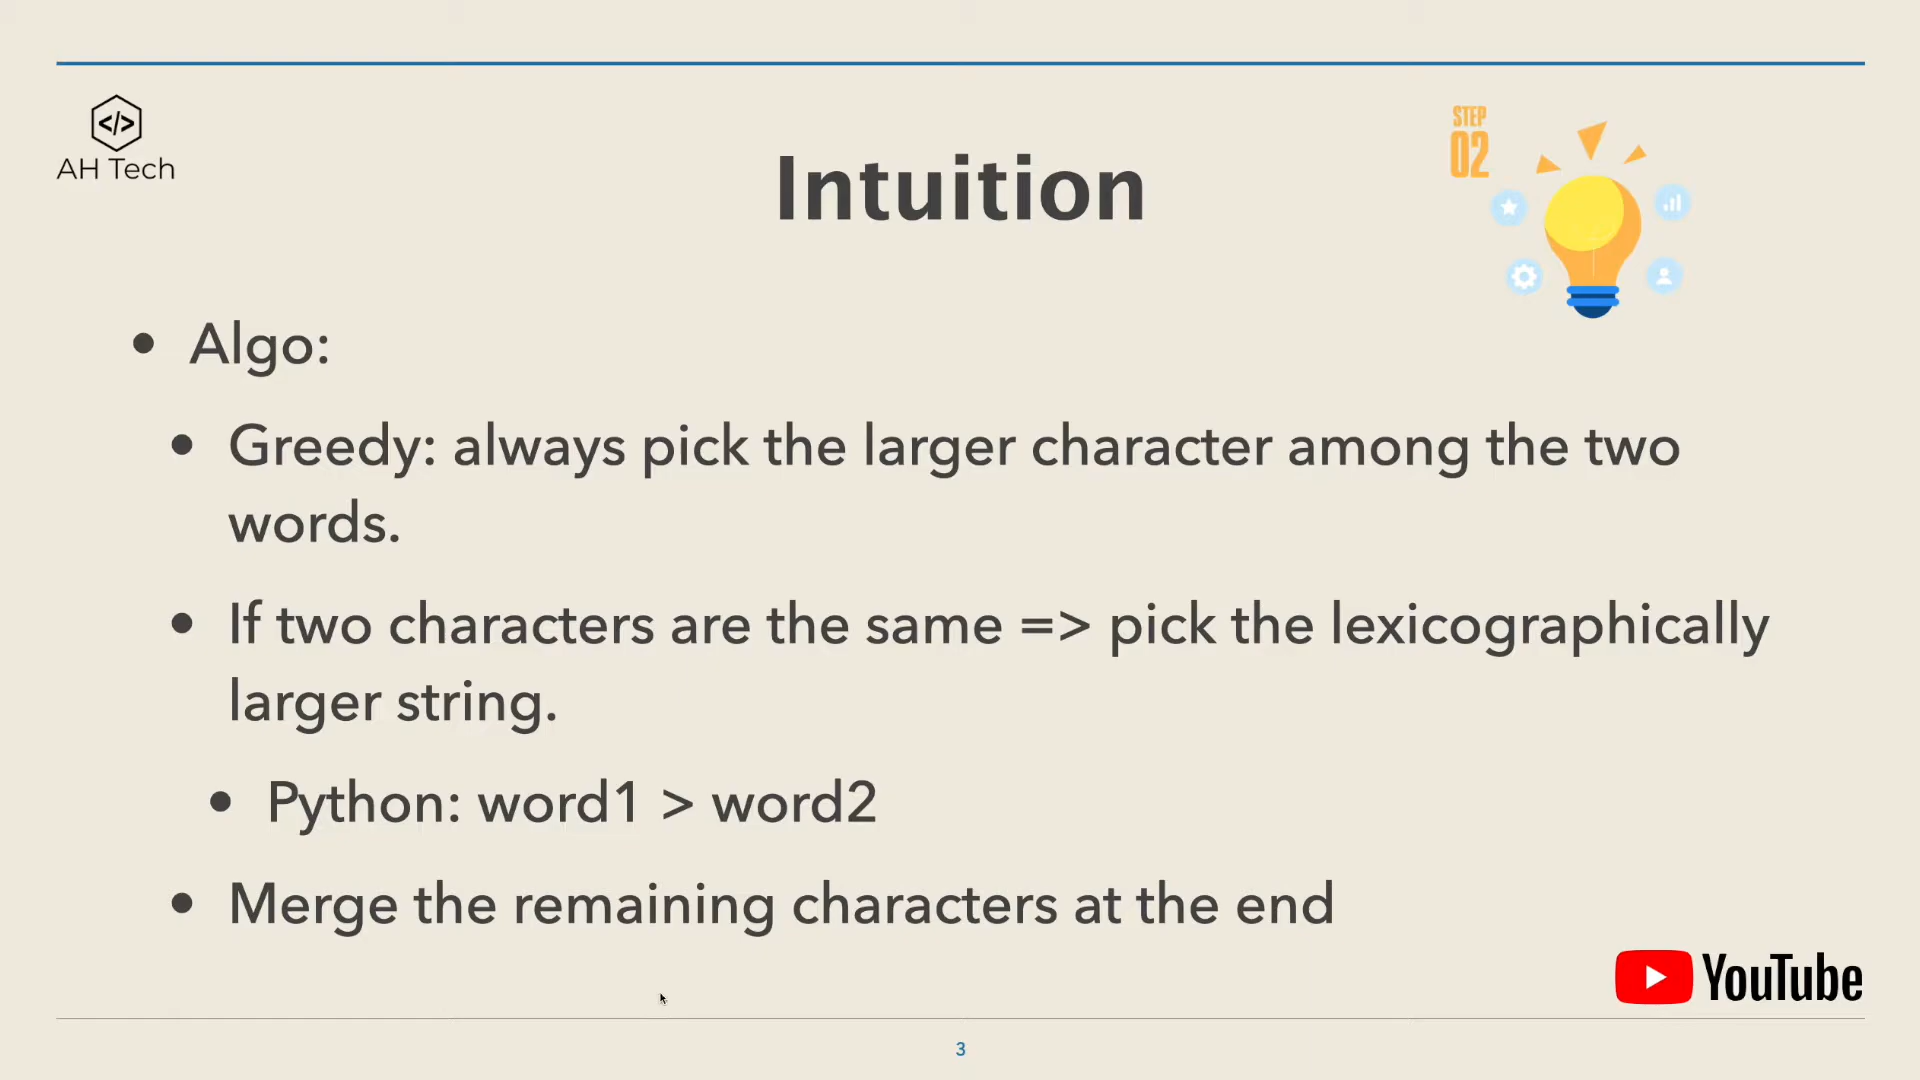 </>
AH Tech
STEP
02
Intuition
• Algo:
• Greedy: always pick the larger character among the two
words.
• If two characters are the same => pick the lexicographically
larger string.
• Python: word1 > word2
• Merge the remaining characters at the end
YouTube
3